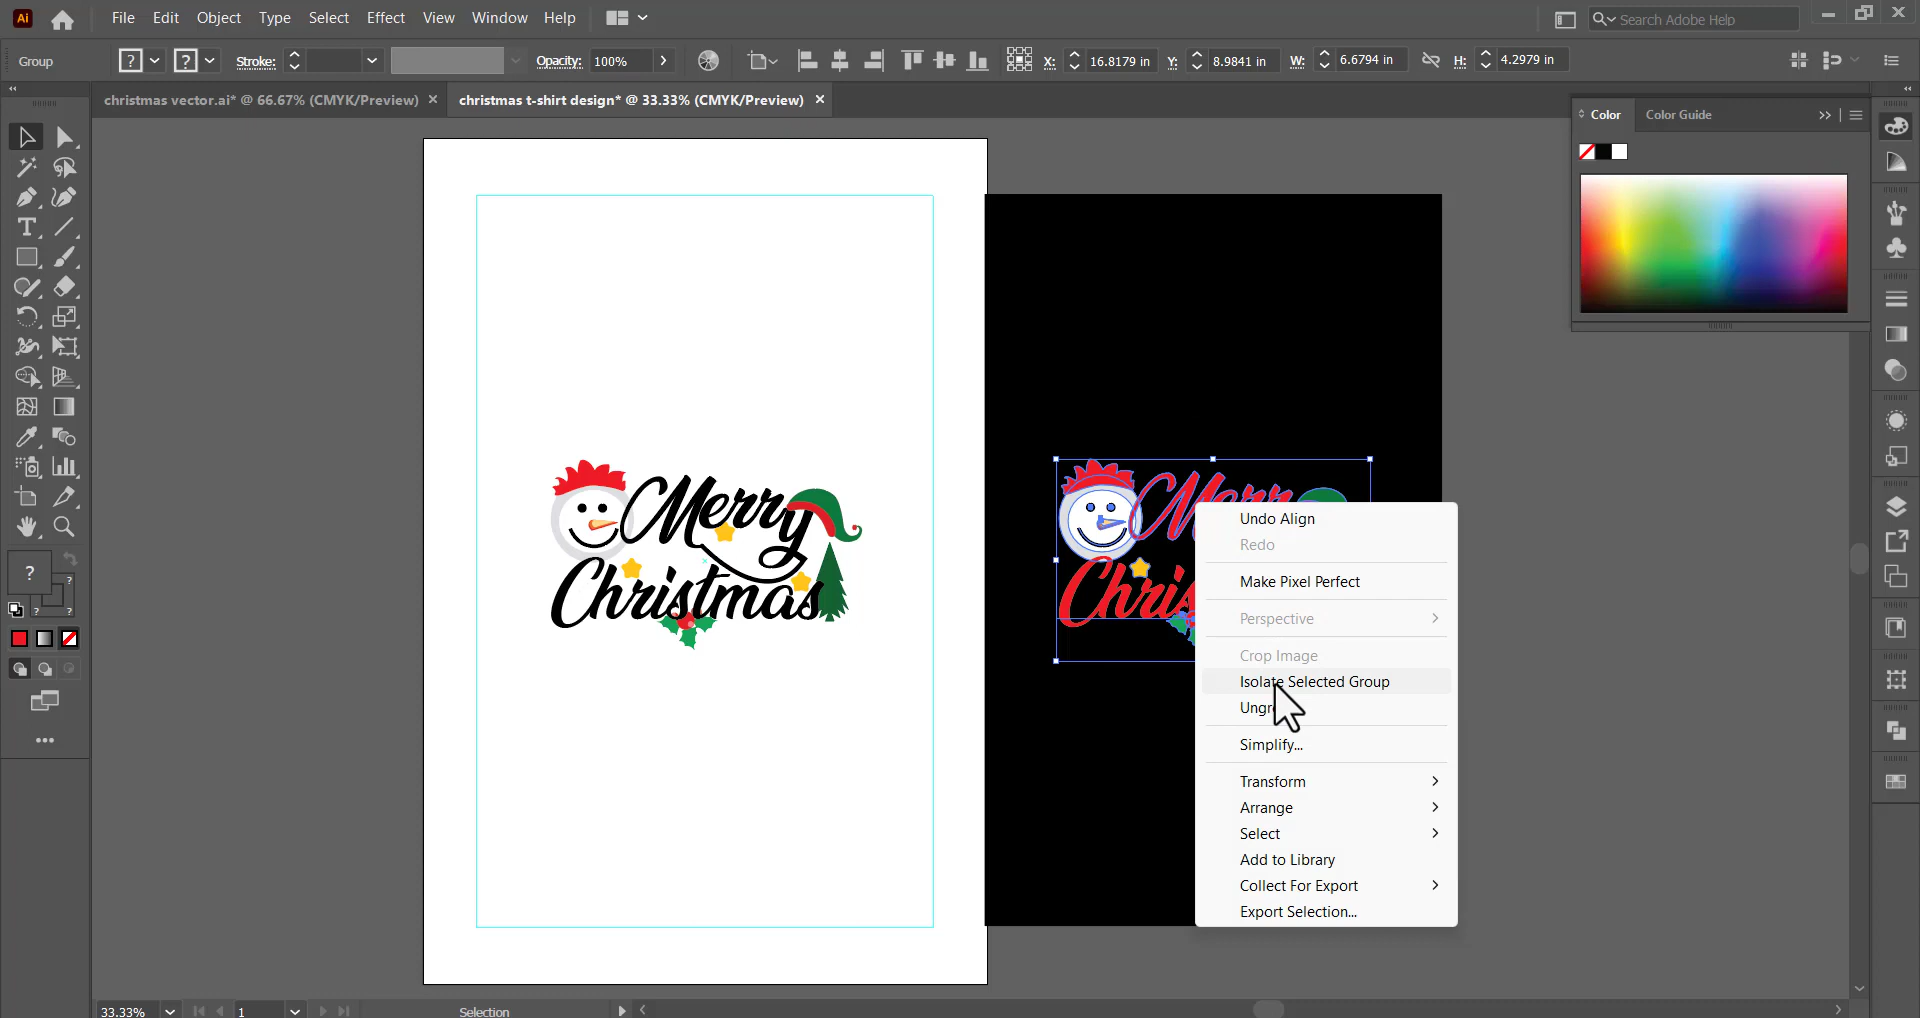 Ai File Edit Object Type Select Effect View Window Help Search Adobe Help
Group ? ? Stroke: Opacity: 100% X: 16.8179 in Y: 8.9841 in W: 6.6794 in H: 4.2979 in
christmas vector.ai* @ 66.67% (CMYK/Preview) × christmas t-shirt design* @ 33.33% (CMYK/Preview) ×
Color Color Guide
Merry
Christmas
Merry
Chris
Undo Align
Redo
Make Pixel Perfect
Perspective
Crop Image
Isolate Selected Group
Ungr
Simplify...
Transform
Arrange
Select
Add to Library
Collect For Export
Export Selection...
T
?
?
?
?
33.33% 1 Selection